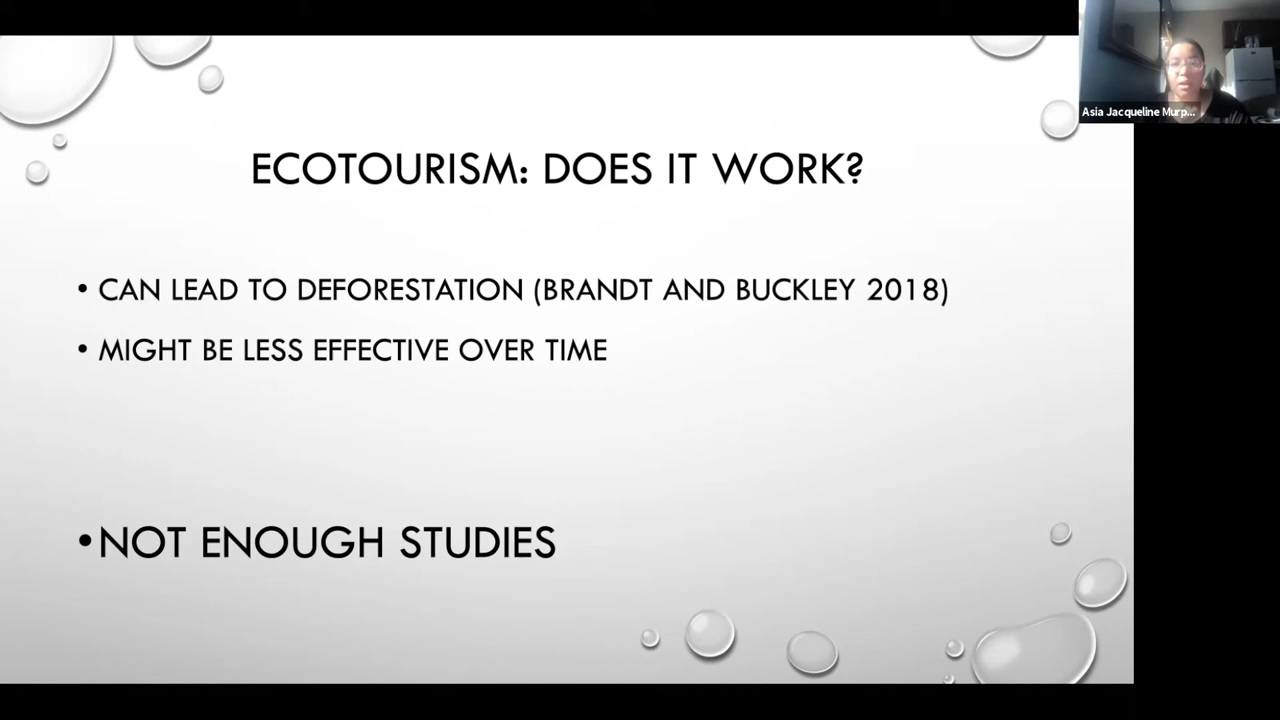 Asia Jacqueline Murp...
ECOTOURISM: DOES IT WORK?
• CAN LEAD TO DEFORESTATION (BRANDT AND BUCKLEY 2018)
• MIGHT BE LESS EFFECTIVE OVER TIME
• NOT ENOUGH STUDIES